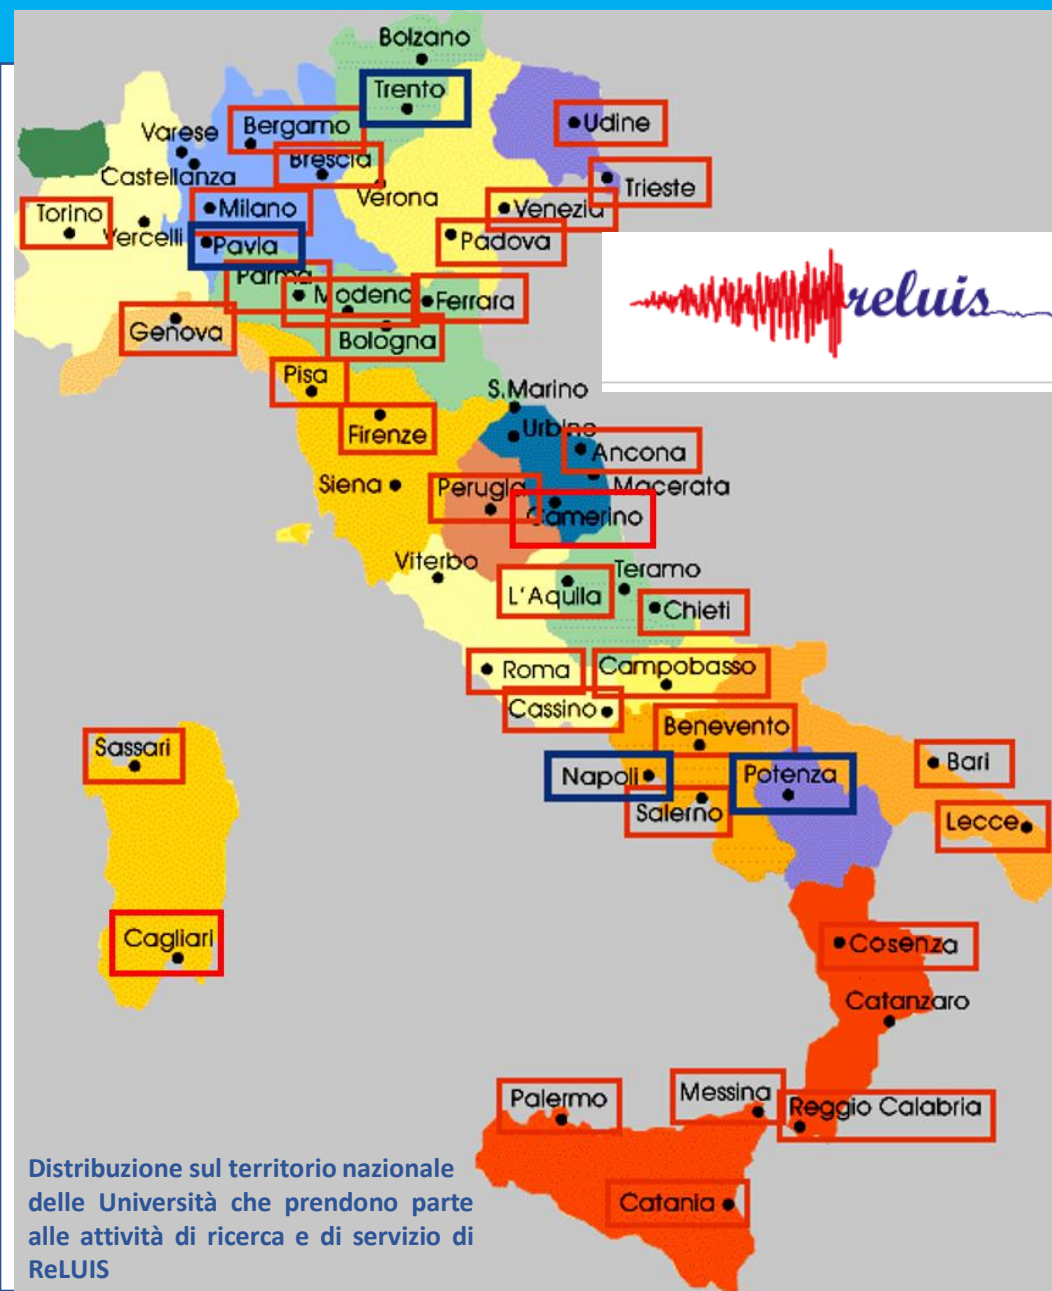 Bolzano
Trento
Udine
Bergamo
Varese
Brescia
Castellanza
Verona
Trieste
Torino
Milano
Venezia
Vercelli
Pavia
Padova
Parma
Modena
Ferrara
reluis
Genova
Bologna
Pisa
S.Marino
Firenze
Urbino
Ancona
Siena
Perugia
Macerata
Camerino
Viterbo
Teramo
L'Aquila
Chieti
Roma
Campobasso
Cassino
Benevento
Sassari
Napoli
Potenza
Bari
Salerno
Lecce
Cagliari
Cosenza
Catanzaro
Palermo
Messina
Reggio Calabria
Catania
Distribuzione sul territorio nazionale
delle Università che prendono parte
alle attività di ricerca e di servizio di
ReLUIS